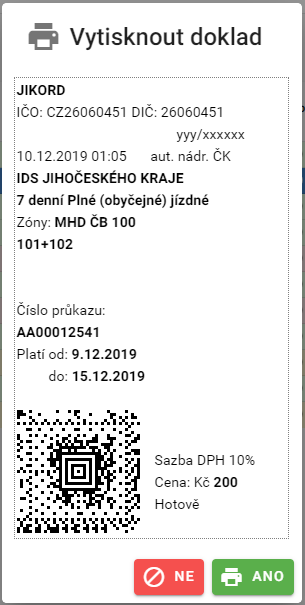 Vytisknout doklad
JIKORD
IČO: CZ26060451 DIČ: 26060451
yyy/xxxxxx
10.12.2019 01:05 aut. nádr. ČK
IDS JIHOČESKÉHO KRAJE
7 denní Plné (obyčejné) jízdné
Zóny: MHD ČB 100
101+102
Číslo průkazu:
AA00012541
Platí od: 9.12.2019
do: 15.12.2019
Sazba DPH 10%
Cena: Kč 200
Hotově
NE
ANO